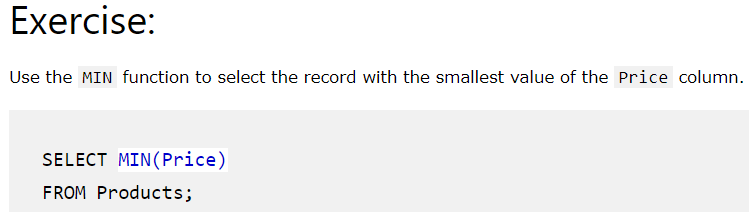 Exercise:
Use the MIN function to select the record with the smallest value of the Price column.
SELECT MIN(Price)
FROM Products;